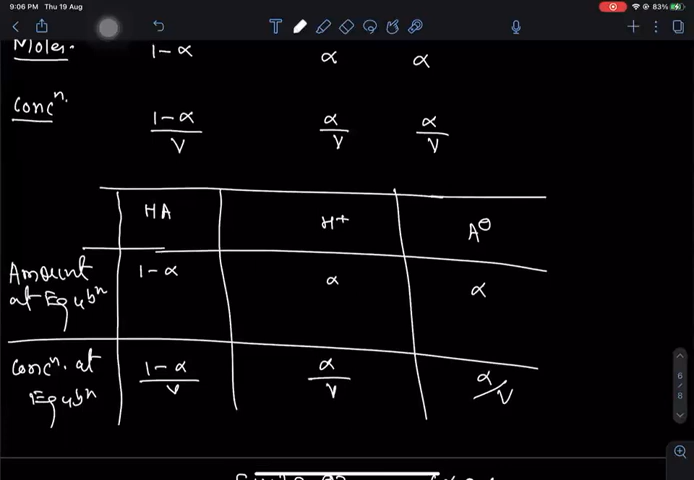 9:06 PM Thu 19 Aug 83%
Moles. 1-α α α
Concⁿ. 1-α/V α/V α/V
HA H+ A⊖
Amount at Equbⁿ 1-α α α
Concⁿ. at Equbⁿ 1-α/V α/V α/V
6/8